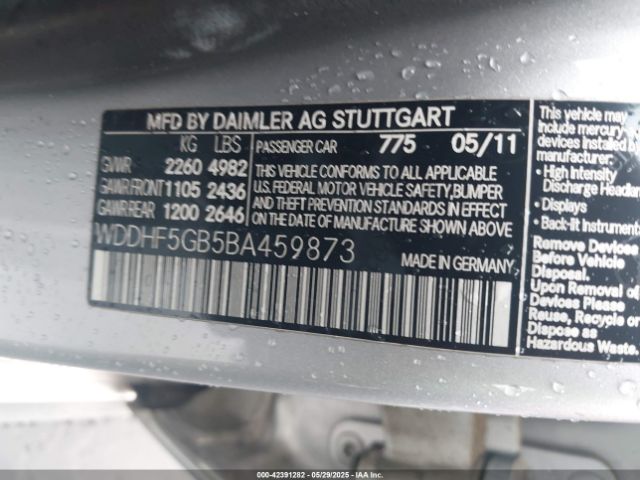 MFD BY DAIMLER AG STUTTGART
KG LBS
GVWR 2260 4982
GAWR FRONT 1105 2436
GAWR REAR 1200 2646
PASSENGER CAR 775 05/11
THIS VEHICLE CONFORMS TO ALL APPLICABLE
U.S. FEDERAL MOTOR VEHICLE SAFETY, BUMPER
AND THEFT PREVENTION STANDARDS IN EFFECT
ON THE DATE OF MANUFACTURE SHOWN ABOVE
WDDHF5GB5BA459873
MADE IN GERMANY
This vehicle may
include mercury
devices installed by
• High Intensity
Discharge Headla
• Displays
• Back-lit Instrumen
Remove Devices
Before Vehicle
Disposal.
Upon Removal of
Devices Please
Reuse, Recycle or
Dispose as
Hazardous Waste.
000-42391282 — 05/29/2025 — IAA Inc. | Copyright ©